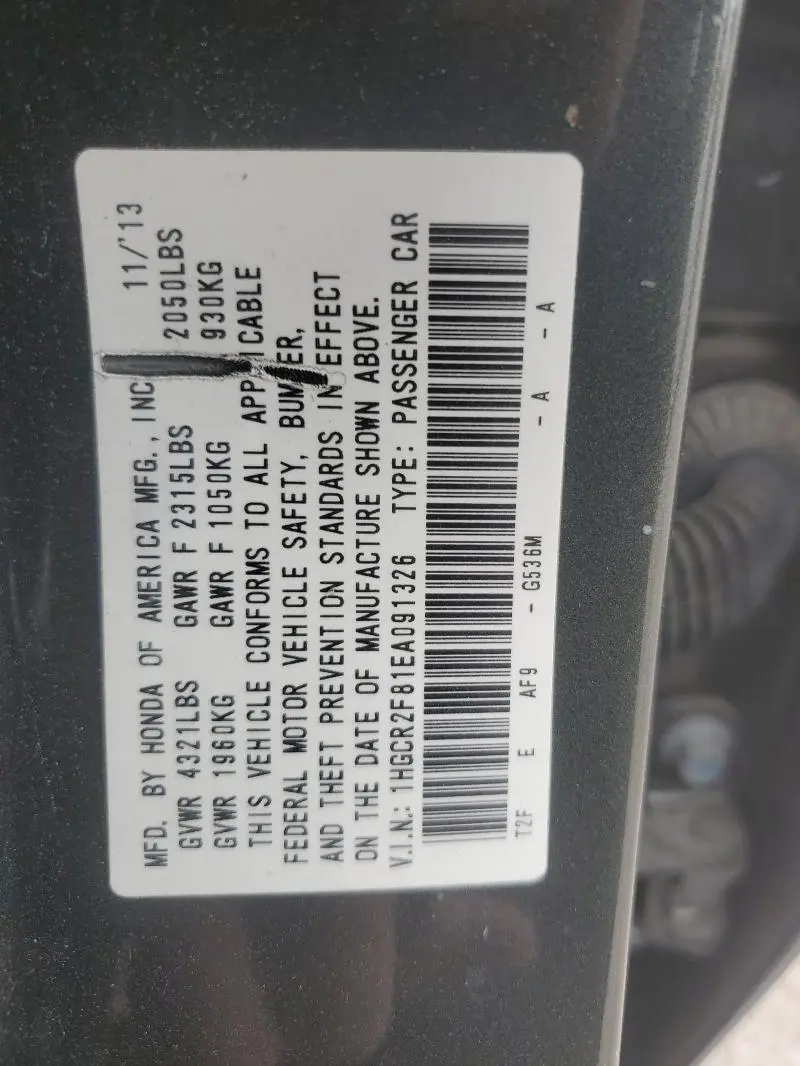 MFD. BY HONDA OF AMERICA MFG., INC 11/'13
GVWR 4321LBS GAWR F 2315LBS 2050LBS
GVWR 1960KG GAWR F 1050KG 930KG
THIS VEHICLE CONFORMS TO ALL APP ICABLE
FEDERAL MOTOR VEHICLE SAFETY, BUM ER,
AND THEFT PREVENTION STANDARDS IN EFFECT
ON THE DATE OF MANUFACTURE SHOWN ABOVE.
V.I.N.: 1HGCR2F81EA091326 TYPE: PASSENGER CAR
T2F E AF9 - G536M - A - A